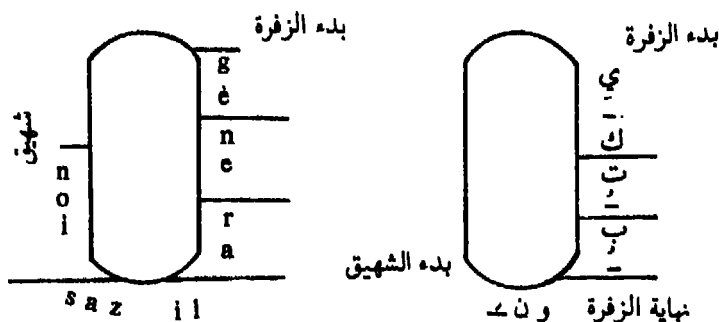 بدء الزفرة
g
è
n
e
r
a
s a z i l
شهيق
n
o
i
بدء الزفرة
ي
ك
ت
ب
و ن
بدء الشهيق
نهاية الزفرة